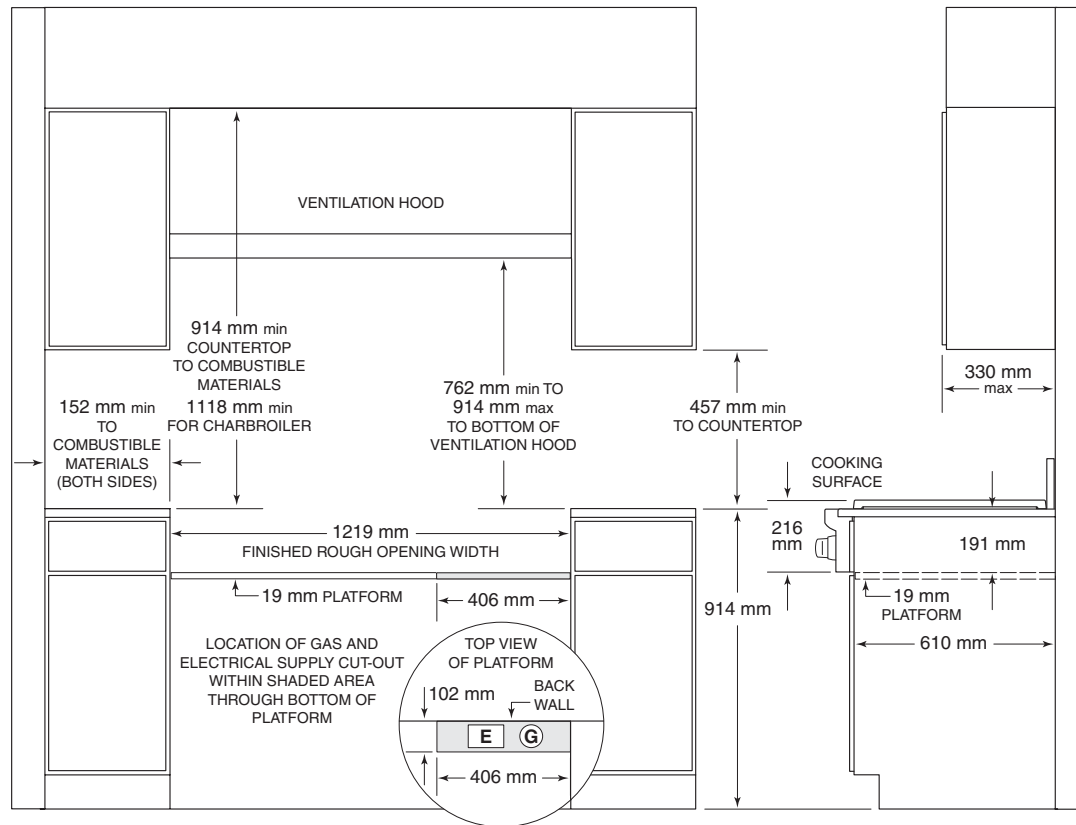 VENTILATION HOOD
914 mm min
COUNTERTOP
TO COMBUSTIBLE
MATERIALS
1118 mm min
FOR CHARBROILER
152 mm min
TO
COMBUSTIBLE
MATERIALS
(BOTH SIDES)
762 mm min TO
914 mm max
TO BOTTOM OF
VENTILATION HOOD
457 mm min
TO COUNTERTOP
330 mm
max
COOKING
SURFACE
216
mm
191 mm
1219 mm
FINISHED ROUGH OPENING WIDTH
19 mm PLATFORM
406 mm
914 mm
19 mm
PLATFORM
610 mm
LOCATION OF GAS AND
ELECTRICAL SUPPLY CUT-OUT
WITHIN SHADED AREA
THROUGH BOTTOM OF
PLATFORM
TOP VIEW
OF PLATFORM
102 mm
BACK
WALL
E G
406 mm